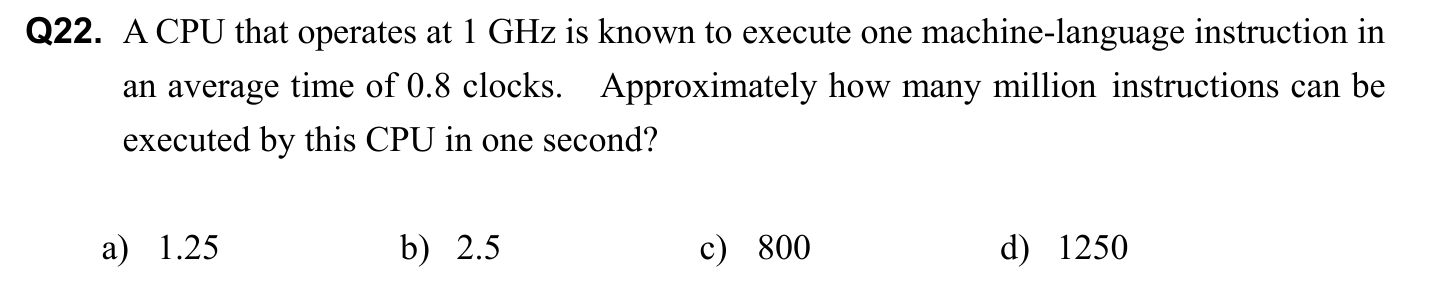 Q22. A CPU that operates at 1 GHz is known to execute one machine-language instruction in
an average time of 0.8 clocks. Approximately how many million instructions can be
executed by this CPU in one second?
a) 1.25 b) 2.5 c) 800 d) 1250